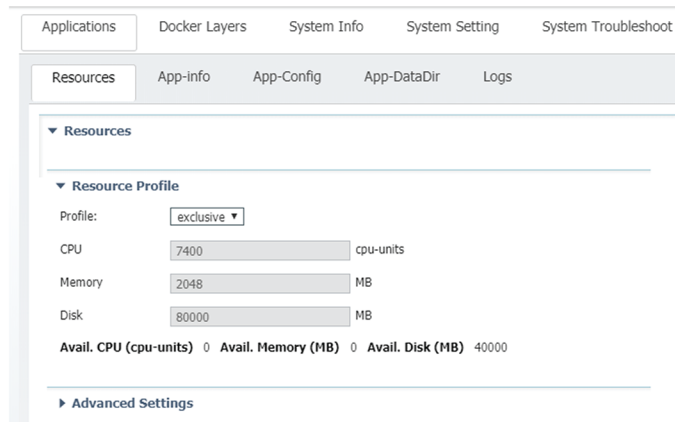 Applications Docker Layers System Info System Setting System Troubleshoot
Resources App-info App-Config App-DataDir Logs
Resources
Resource Profile
Profile: exclusive
CPU 7400 cpu-units
Memory 2048 MB
Disk 80000 MB
Avail. CPU (cpu-units) 0 Avail. Memory (MB) 0 Avail. Disk (MB) 40000
Advanced Settings